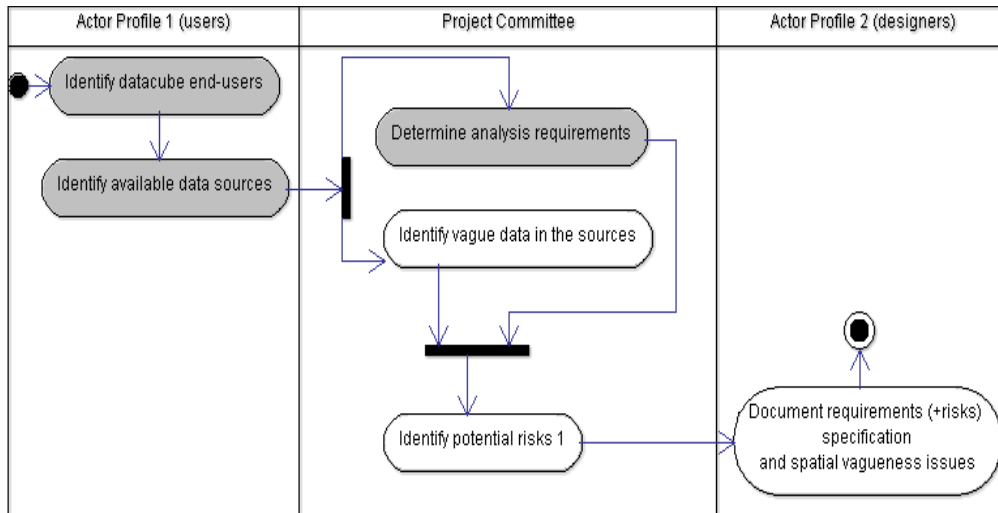 Actor Profile 1 (users)
Project Committee
Actor Profile 2 (designers)
Identify datacube end-users
Determine analysis requirements
Identify available data sources
Identify vague data in the sources
Identify potential risks 1
Document requirements (+risks)
specification
and spatial vagueness issues